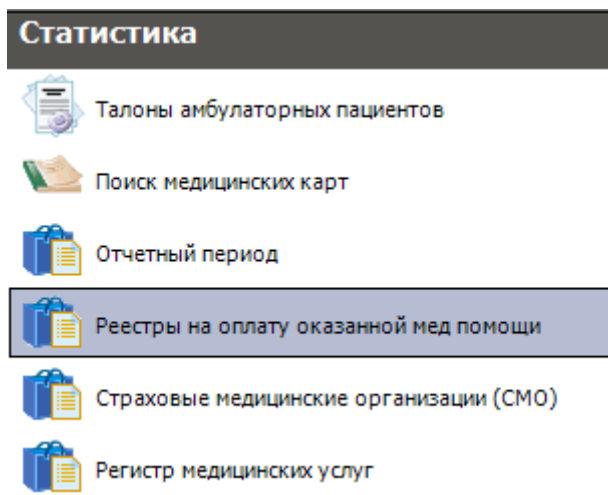 Статистика
Талоны амбулаторных пациентов
Поиск медицинских карт
Отчетный период
Реестры на оплату оказанной мед помощи
Страховые медицинские организации (СМО)
Регистр медицинских услуг